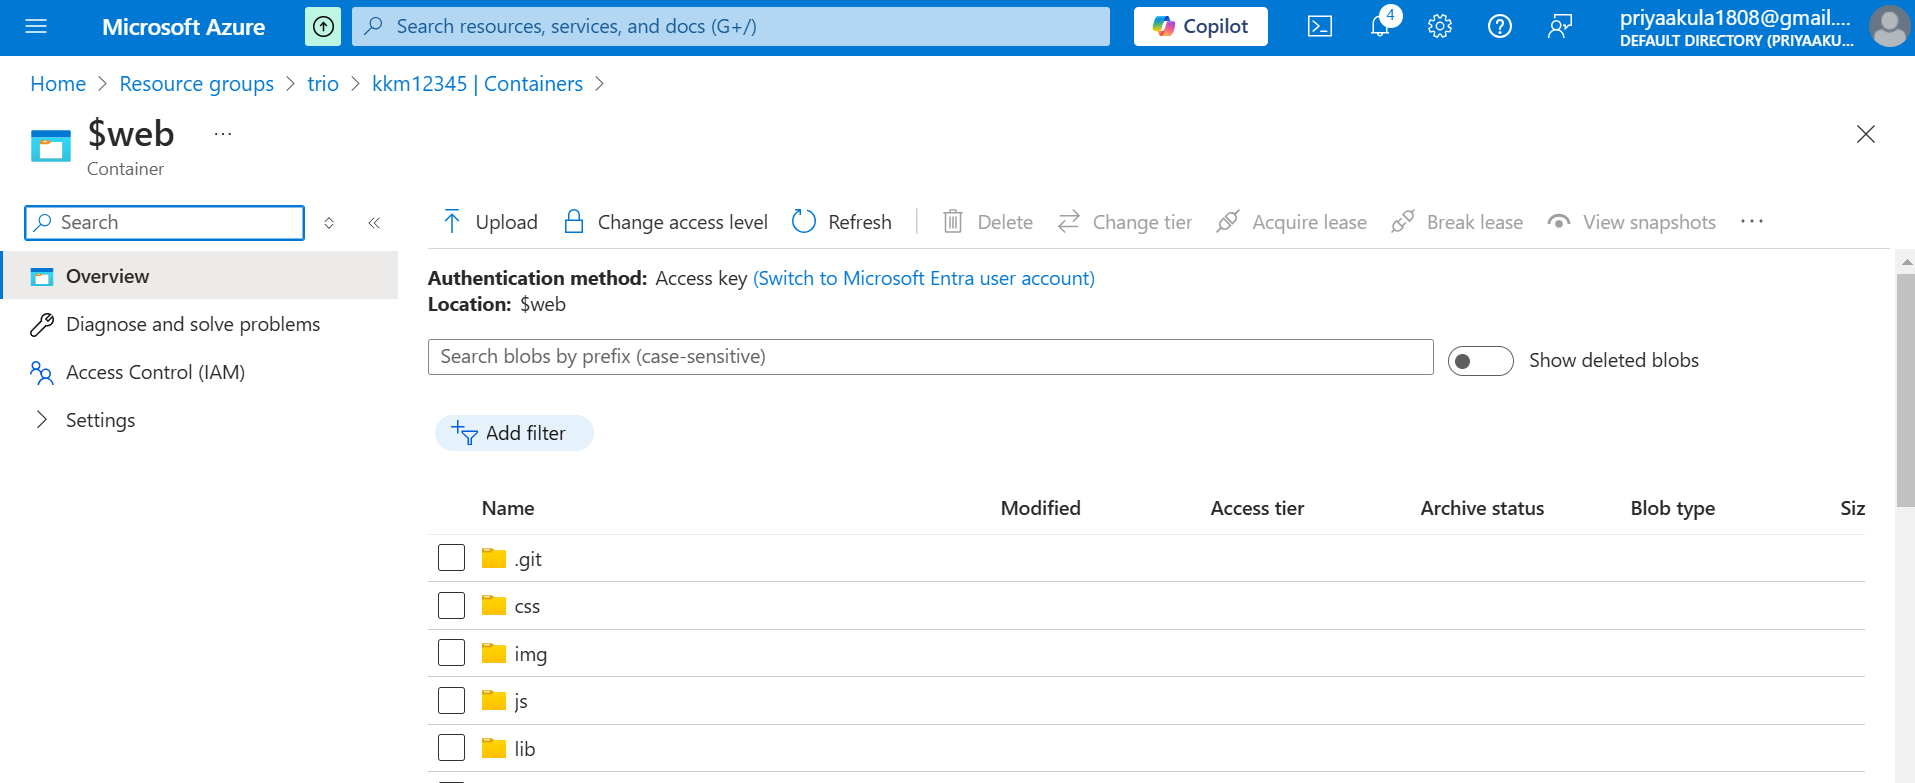 Microsoft Azure
Search resources, services, and docs (G+/)
Copilot
4
priyaakula1808@gmail....
DEFAULT DIRECTORY (PRIYAAKU...
Home > Resource groups > trio > kkm12345 | Containers >
$web
...
Container
Search
Upload
Change access level
Refresh
Delete
Change tier
Acquire lease
Break lease
View snapshots
...
Overview
Diagnose and solve problems
Access Control (IAM)
Settings
Authentication method: Access key (Switch to Microsoft Entra user account)
Location: $web
Search blobs by prefix (case-sensitive)
Show deleted blobs
Add filter
Name Modified Access tier Archive status Blob type Siz
.git
css
img
js
lib